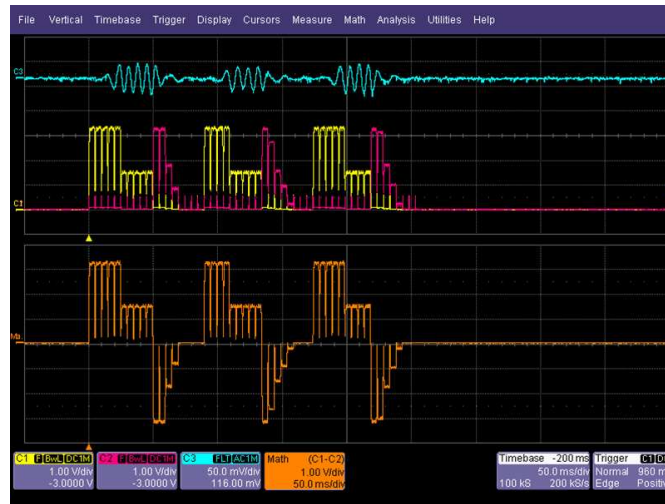 File Vertical Timebase Trigger Display Cursors Measure Math Analysis Utilities Help
C3
C1
C1 F BwL DC1M
1.00 V/div
-3.0000 V
C2 F BwL DC1M
1.00 V/div
-3.0000 V
C3 FLT AC1M
50.0 mV/div
116.00 mV
Math (C1-C2)
1.00 V/div
50.0 ms/div
Timebase -200 ms
50.0 ms/div
100 kS 200 kS/s
Trigger C1 D
Normal 960 m
Edge Positi